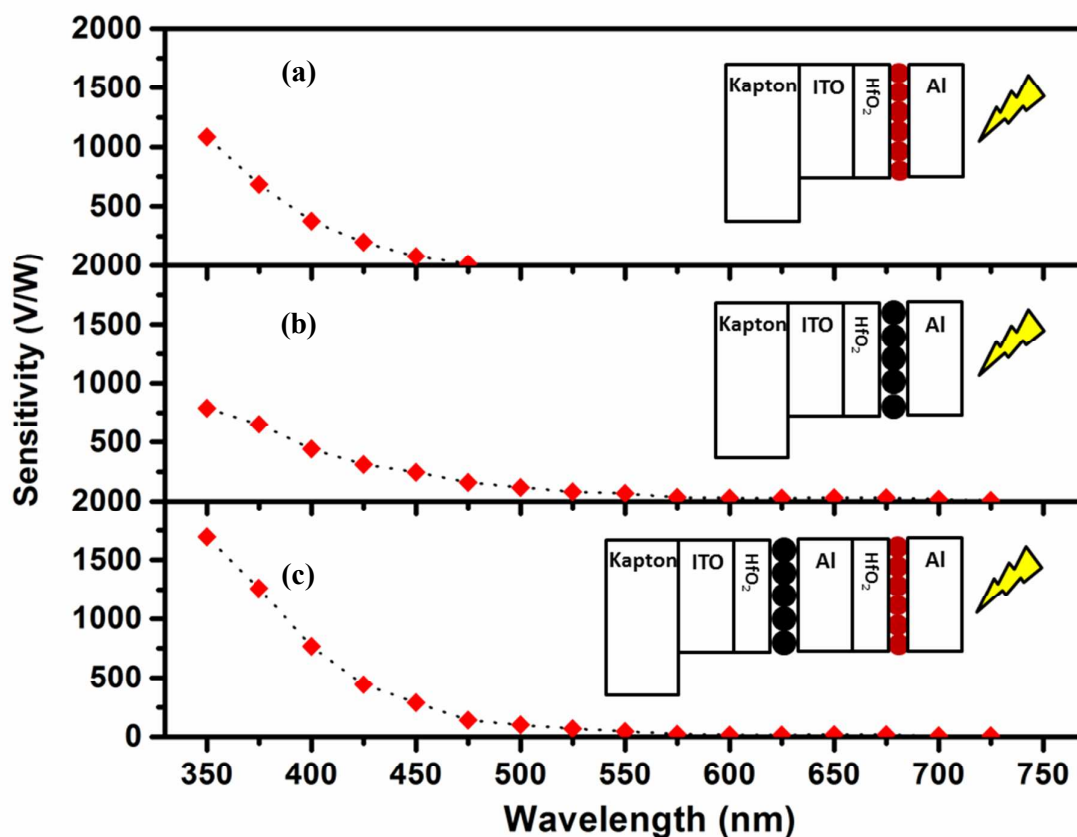 Sensitivity (V/W)
2000
1500
1000
500
(a)
Kapton
ITO
HfO₂
Al
2000
1500
1000
500
(b)
Kapton
ITO
HfO₂
Al
2000
1500
1000
500
0
(c)
Kapton
ITO
HfO₂
Al
HfO₂
Al
350 400 450 500 550 600 650 700 750
Wavelength (nm)